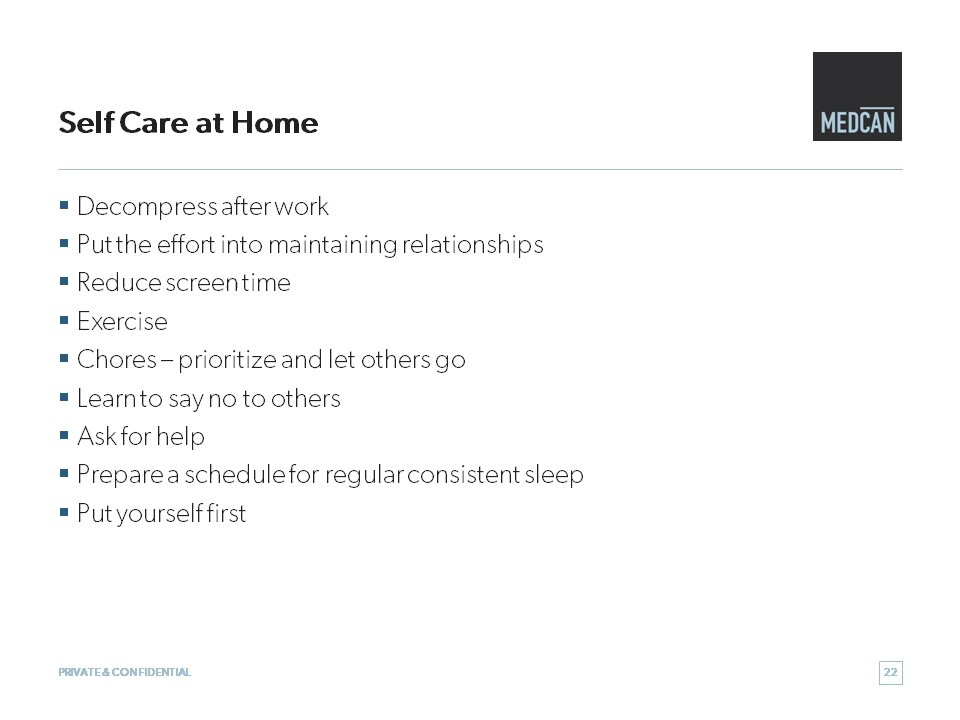 Self Care at Home
MEDCAN
▪ Decompress after work
▪ Put the effort into maintaining relationships
▪ Reduce screen time
▪ Exercise
▪ Chores – prioritize and let others go
▪ Learn to say no to others
▪ Ask for help
▪ Prepare a schedule for regular consistent sleep
▪ Put yourself first
PRIVATE & CONFIDENTIAL
22